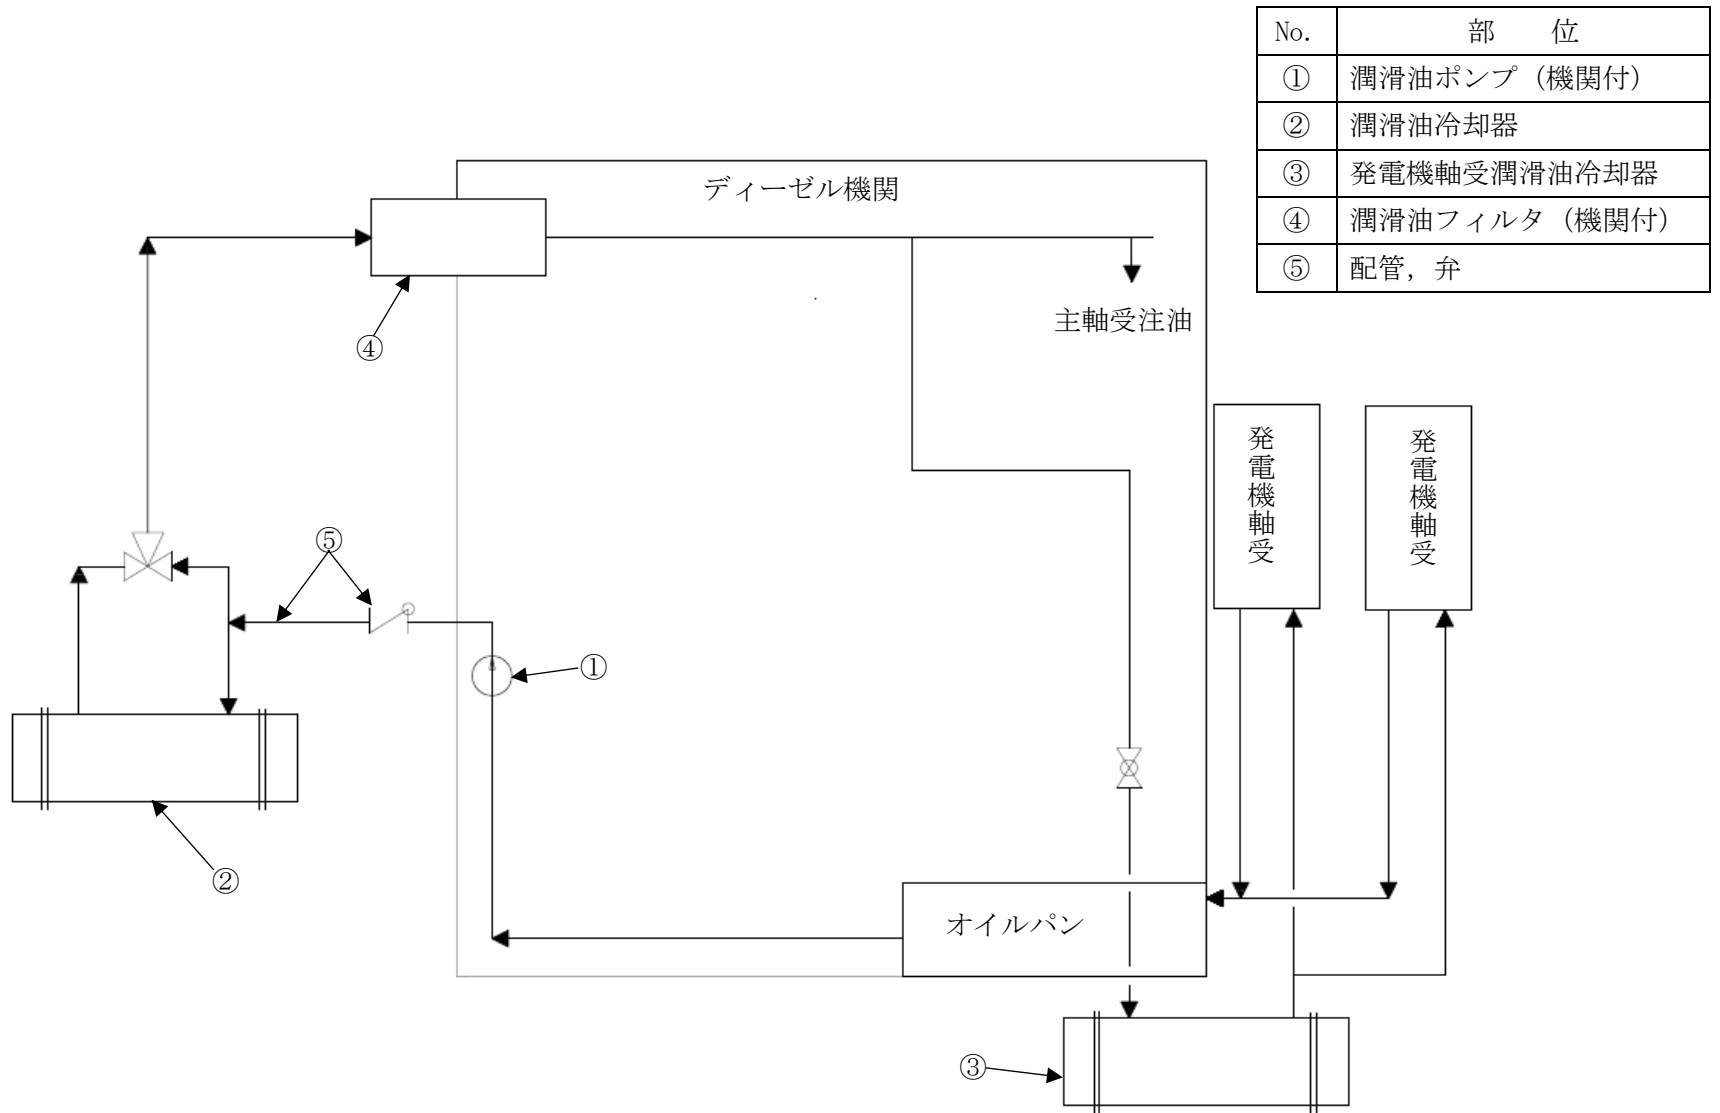 No. 部 位
① 潤滑油ポンプ（機関付）
② 潤滑油冷却器
③ 発電機軸受潤滑油冷却器
④ 潤滑油フィルタ（機関付）
⑤ 配管，弁
ディーゼル機関
主軸受注油
④
発電機軸受
発電機軸受
⑤
①
②
オイルパン
③